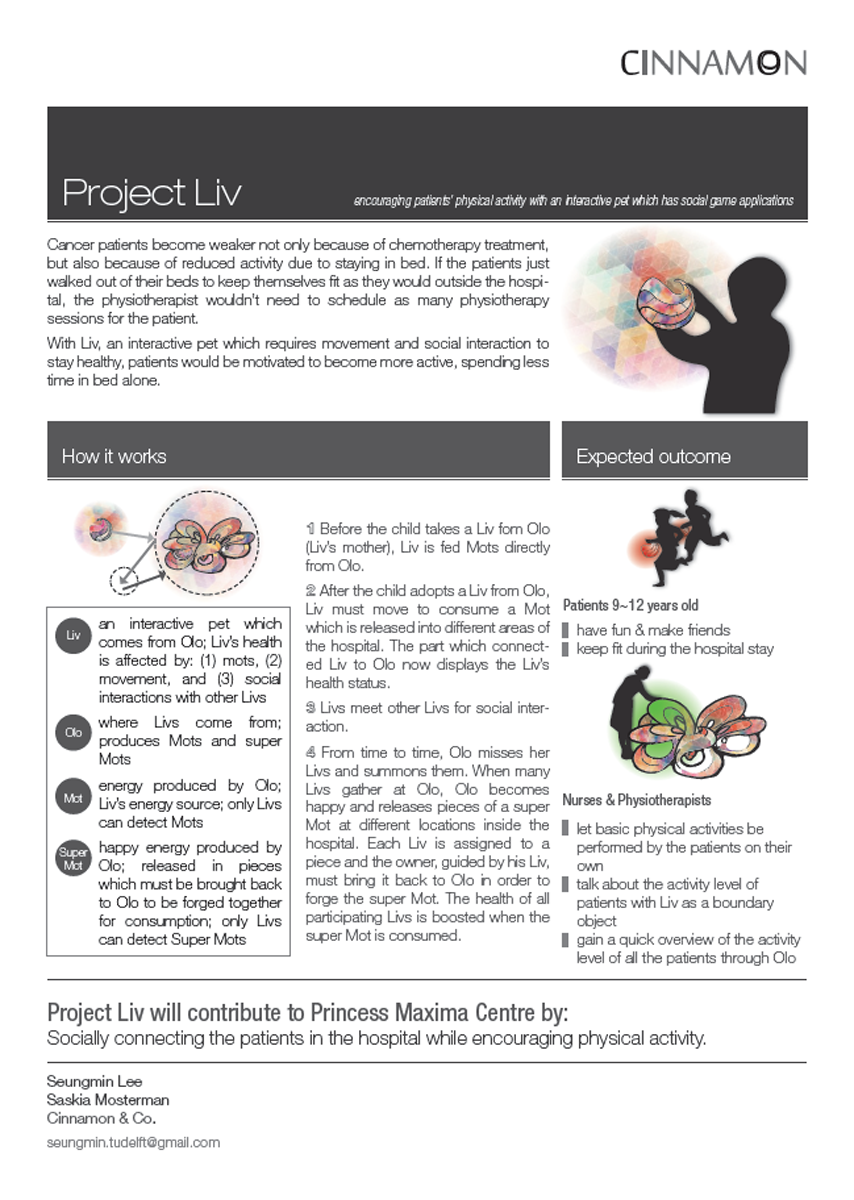 CINNAMON
Project Liv
encouraging patients' physical activity with an interactive pet which has social game applications
Cancer patients become weaker not only because of chemotherapy treatment,
but also because of reduced activity due to staying in bed. If the patients just
walked out of their beds to keep themselves fit as they would outside the hospi-
tal, the physiotherapist wouldn't need to schedule as many physiotherapy
sessions for the patient.
With Liv, an interactive pet which requires movement and social interaction to
stay healthy, patients would be motivated to become more active, spending less
time in bed alone.
How it works
Liv
an interactive pet which
comes from Olo; Liv's health
is affected by: (1) mots, (2)
movement, and (3) social
interactions with other Livs
Olo
where Livs come from;
produces Mots and super
Mots
Mot
energy produced by Olo;
Liv's energy source; only Livs
can detect Mots
Super
Mot
happy energy produced by
Olo; released in pieces
which must be brought back
to Olo to be forged together
for consumption; only Livs
can detect Super Mots
1 Before the child takes a Liv forn Olo
(Liv's mother), Liv is fed Mots directly
from Olo.
2 After the child adopts a Liv from Olo,
Liv must move to consume a Mot
which is released into different areas of
the hospital. The part which connect-
ed Liv to Olo now displays the Liv's
health status.
3 Livs meet other Livs for social inter-
action.
4 From time to time, Olo misses her
Livs and summons them. When many
Livs gather at Olo, Olo becomes
happy and releases pieces of a super
Mot at different locations inside the
hospital. Each Liv is assigned to a
piece and the owner, guided by his Liv,
must bring it back to Olo in order to
forge the super Mot. The health of all
participating Livs is boosted when the
super Mot is consumed.
Expected outcome
Patients 9~12 years old
have fun & make friends
keep fit during the hospital stay
Nurses & Physiotherapists
let basic physical activities be
performed by the patients on their
own
talk about the activity level of
patients with Liv as a boundary
object
gain a quick overview of the activity
level of all the patients through Olo
Project Liv will contribute to Princess Maxima Centre by:
Socially connecting the patients in the hospital while encouraging physical activity.
Seungmin Lee
Saskia Mosterman
Cinnamon & Co.
seungmin.tudelft@gmail.com